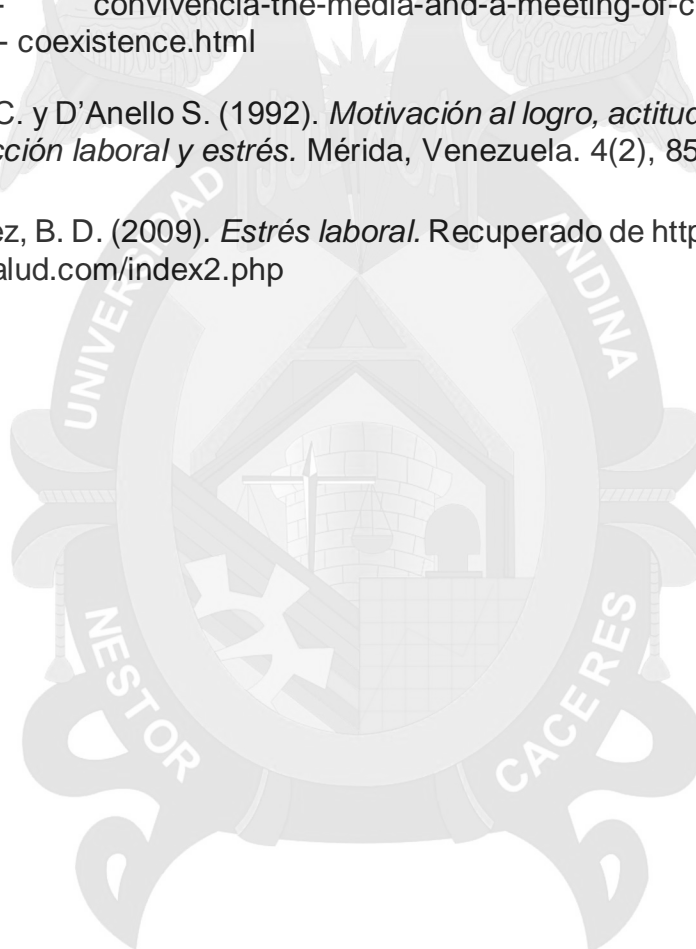 - convivencia-the-media-and-a-meeting-of-c
- coexistence.html
C. y D’Anello S. (1992). Motivación al logro, actitud
cción laboral y estrés. Mérida, Venezuela. 4(2), 85
ez, B. D. (2009). Estrés laboral. Recuperado de http
alud.com/index2.php
UNIVERSIDAD
ANDINA
NESTOR
CACERES